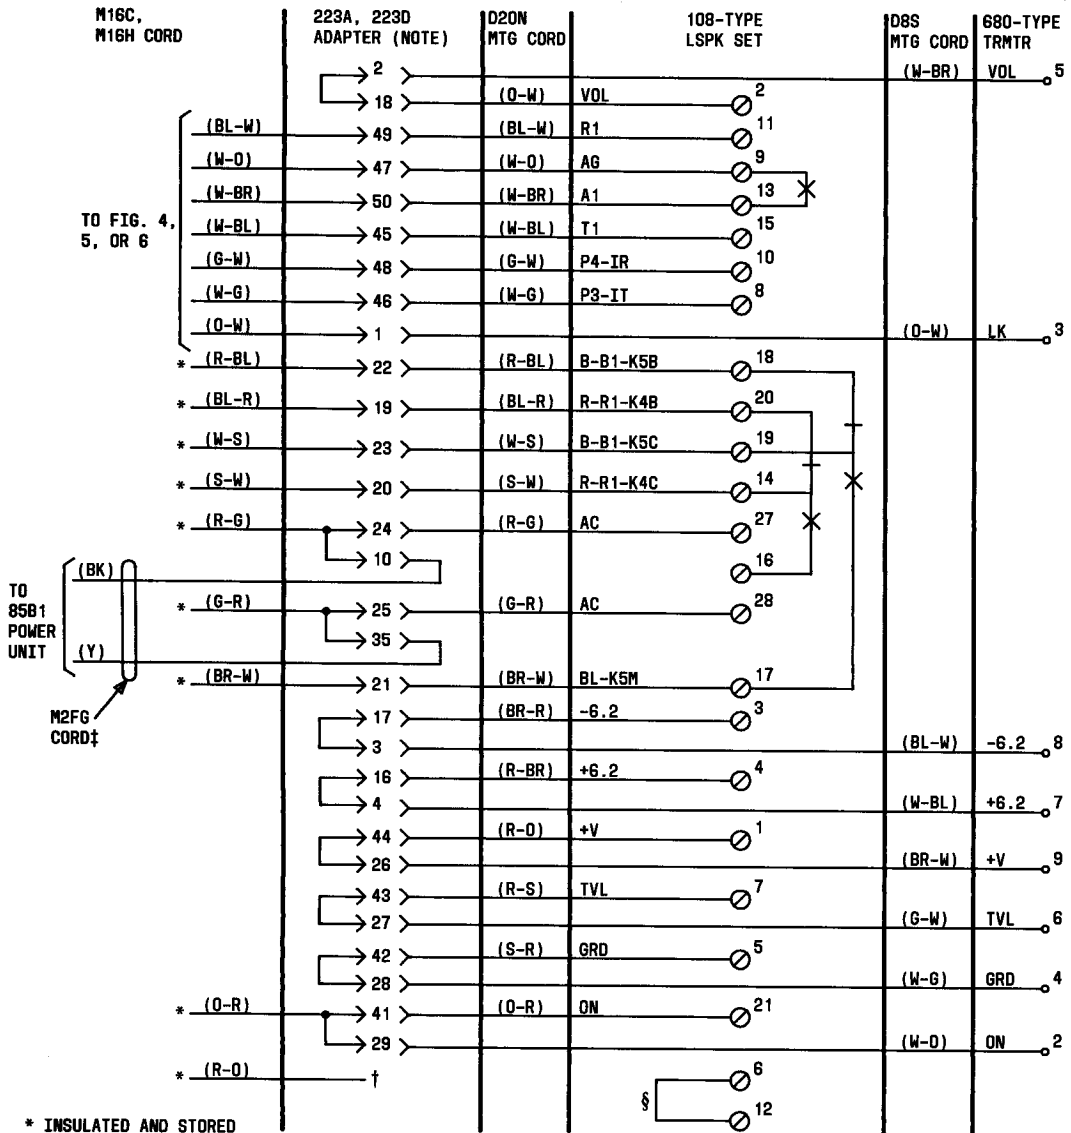 M16C, 223A, 223D D20N 108-TYPE D8S 680-TYPE
M16H CORD ADAPTER (NOTE) MTG CORD LSPK SET MTG CORD TRMTR
2 (W-BR) VOL 5
18 (O-W) VOL 2
(BL-W) 49 (BL-W) R1 11
(W-O) 47 (W-O) AG 9
(W-BR) 50 (W-BR) A1 13
TO FIG. 4,
5, OR 6
(W-BL) 45 (W-BL) T1 15
(G-W) 48 (G-W) P4-IR 10
(W-G) 46 (W-G) P3-IT 8
(O-W) 1 (O-W) LK 3
* (R-BL) 22 (R-BL) B-B1-K5B 18
* (BL-R) 19 (BL-R) R-R1-K4B 20
* (W-S) 23 (W-S) B-B1-K5C 19
* (S-W) 20 (S-W) R-R1-K4C 14
* (R-G) 24 (R-G) AC 27
10 16
(BK)
TO
85B1
POWER
UNIT
* (G-R) 25 (G-R) AC 28
35
(Y)
* (BR-W) 21 (BR-W) BL-K5M 17
M2FG
CORD‡
17 (BR-R) -6.2 3
3 (BL-W) -6.2 8
16 (R-BR) +6.2 4
4 (W-BL) +6.2 7
44 (R-O) +V 1
26 (BR-W) +V 9
43 (R-S) TVL 7
27 (G-W) TVL 6
42 (S-R) GRD 5
28 (W-G) GRD 4
* (O-R) 41 (O-R) ON 21
29 (W-O) ON 2
* (R-O) † 6
§ 12
* INSULATED AND STORED